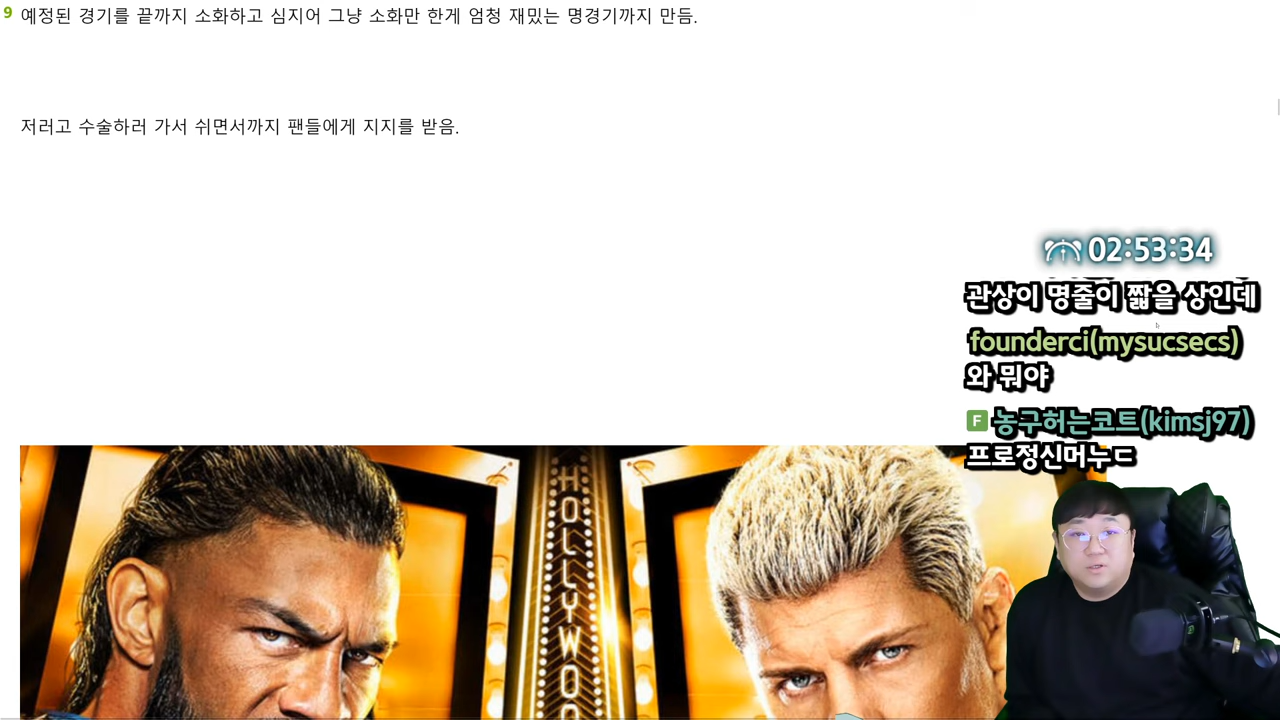 9
예정된 경기를 끝까지 소화하고 심지어 그냥 소화만 한게 엄청 재밌는 명경기까지 만듬.
저러고 수술하러 가서 쉬면서까지 팬들에게 지지를 받음.
02:53:34
관상이 명줄이 짧을 상인데
founderci(mysucsecs)
와 뭐야
F 농구허는코트(kimsj97)
프로정신머누ㄷ
HOLLYWOO